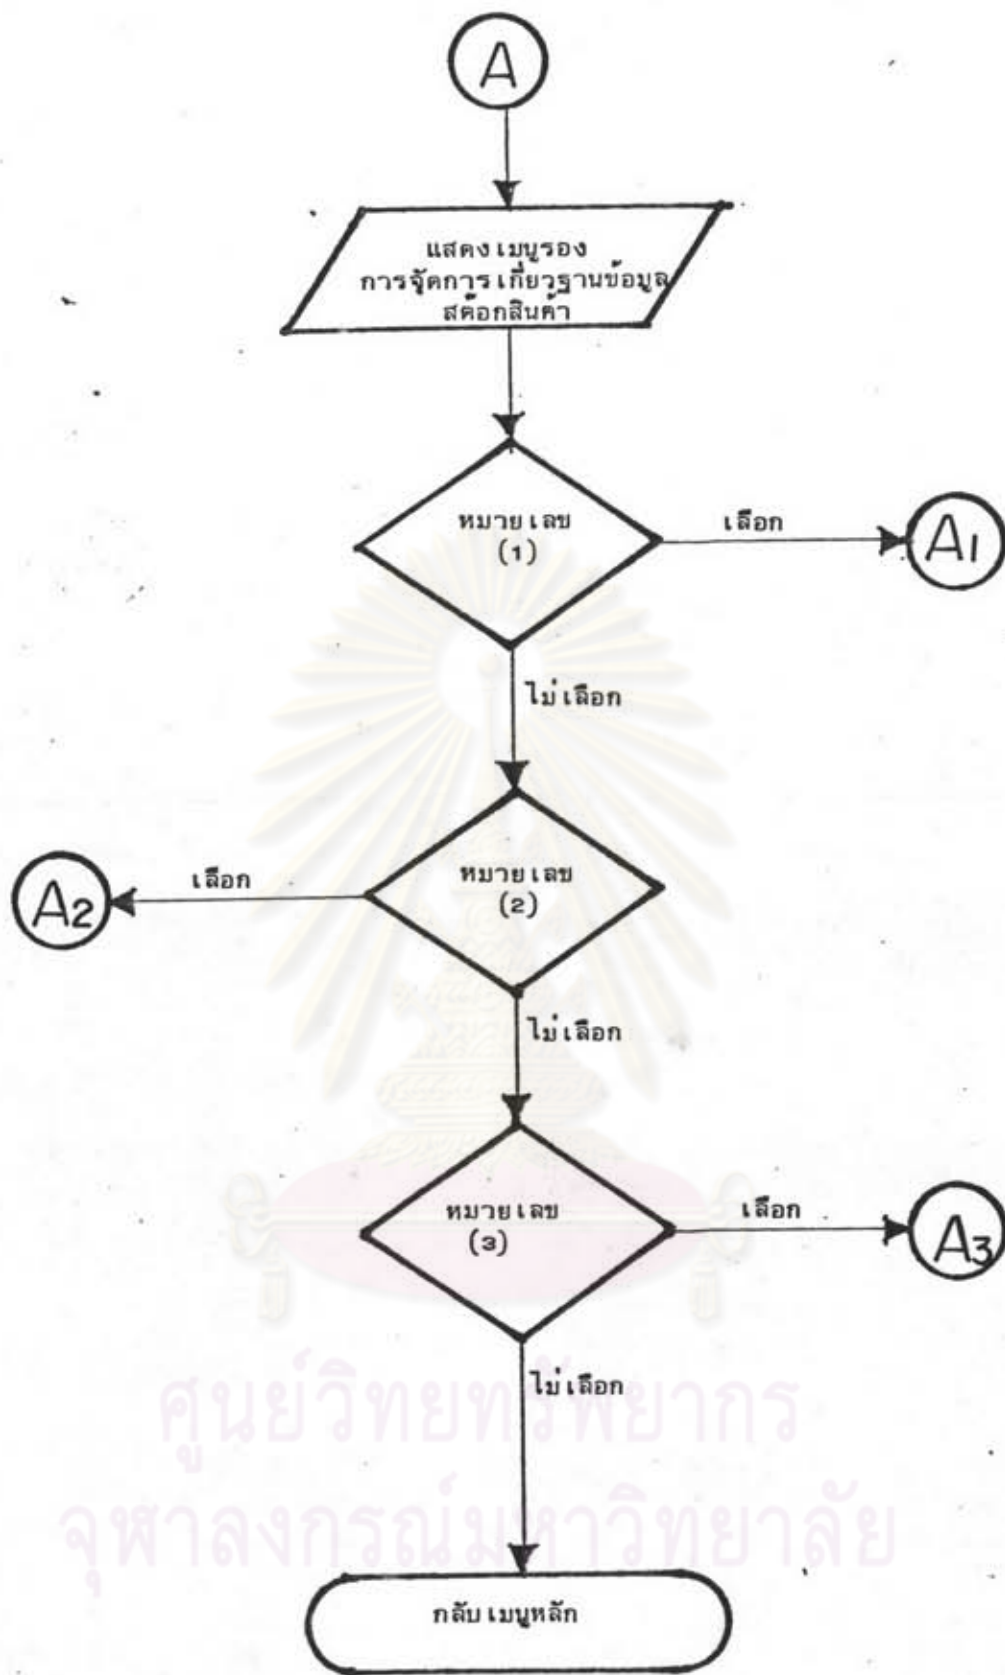 A
แสดงเมนูรอง
การจัดการเกี่ยวฐานข้อมูล
สต๊อกสินค้า
หมายเลข
(1)
เลือก
A1
ไม่เลือก
หมายเลข
(2)
เลือก
A2
ไม่เลือก
หมายเลข
(3)
เลือก
A3
ไม่เลือก
ศูนย์วิทยทรัพยากร
จุฬาลงกรณ์มหาวิทยาลัย
กลับเมนูหลัก